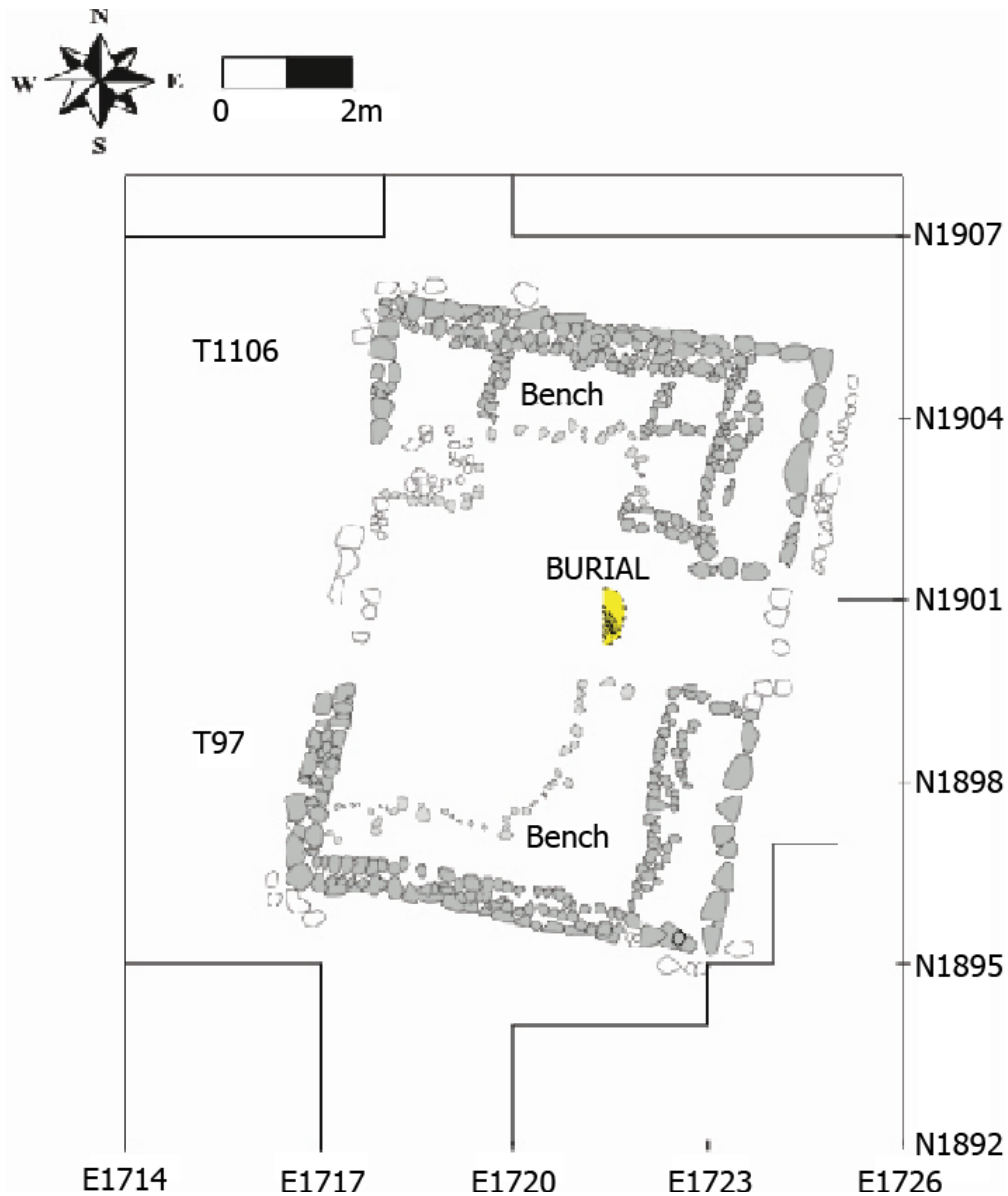 N
W E
S
0 2m
N1907
T1106
Bench
N1904
BURIAL
N1901
T97
N1898
Bench
N1895
N1892
E1714 E1717 E1720 E1723 E1726